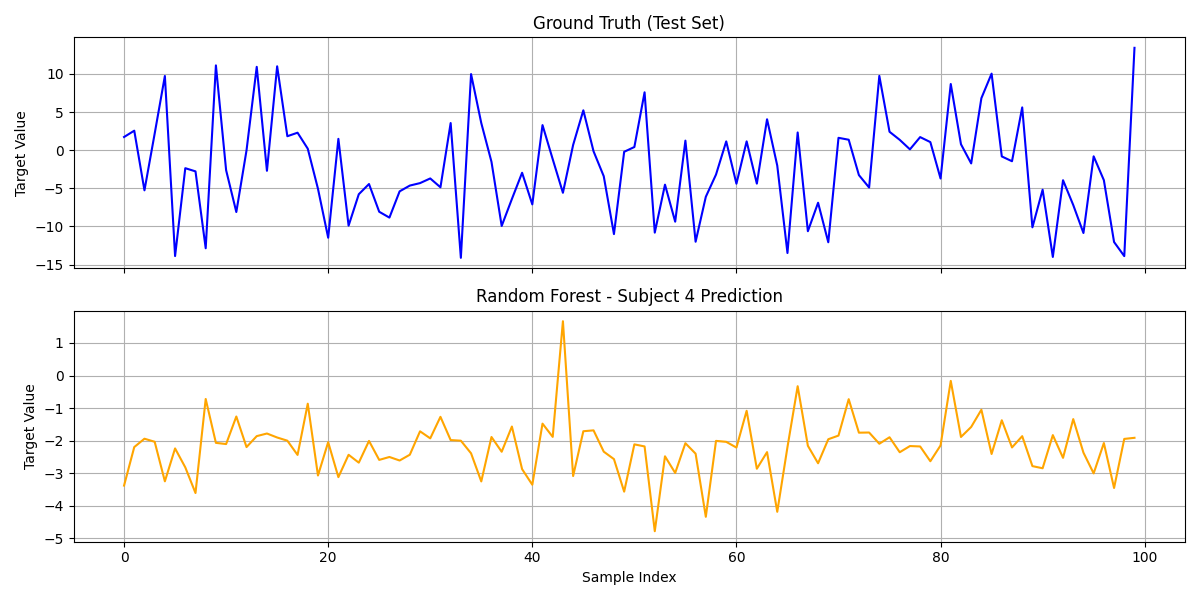 Ground Truth (Test Set)
Target Value
10
5
0
−5
−10
−15
Random Forest - Subject 4 Prediction
Target Value
1
0
−1
−2
−3
−4
−5
0 20 40 60 80 100
Sample Index